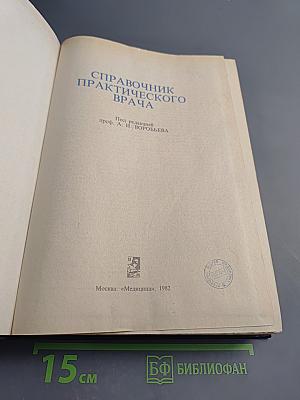 СПРАВОЧНИК
ПРАКТИЧЕСКОГО
ВРАЧА
Под редакцией
проф. А. И. ВОРОБЬЕВА
Москва: «Медицина», 1982
15 см
БФ БИБЛИОФАН